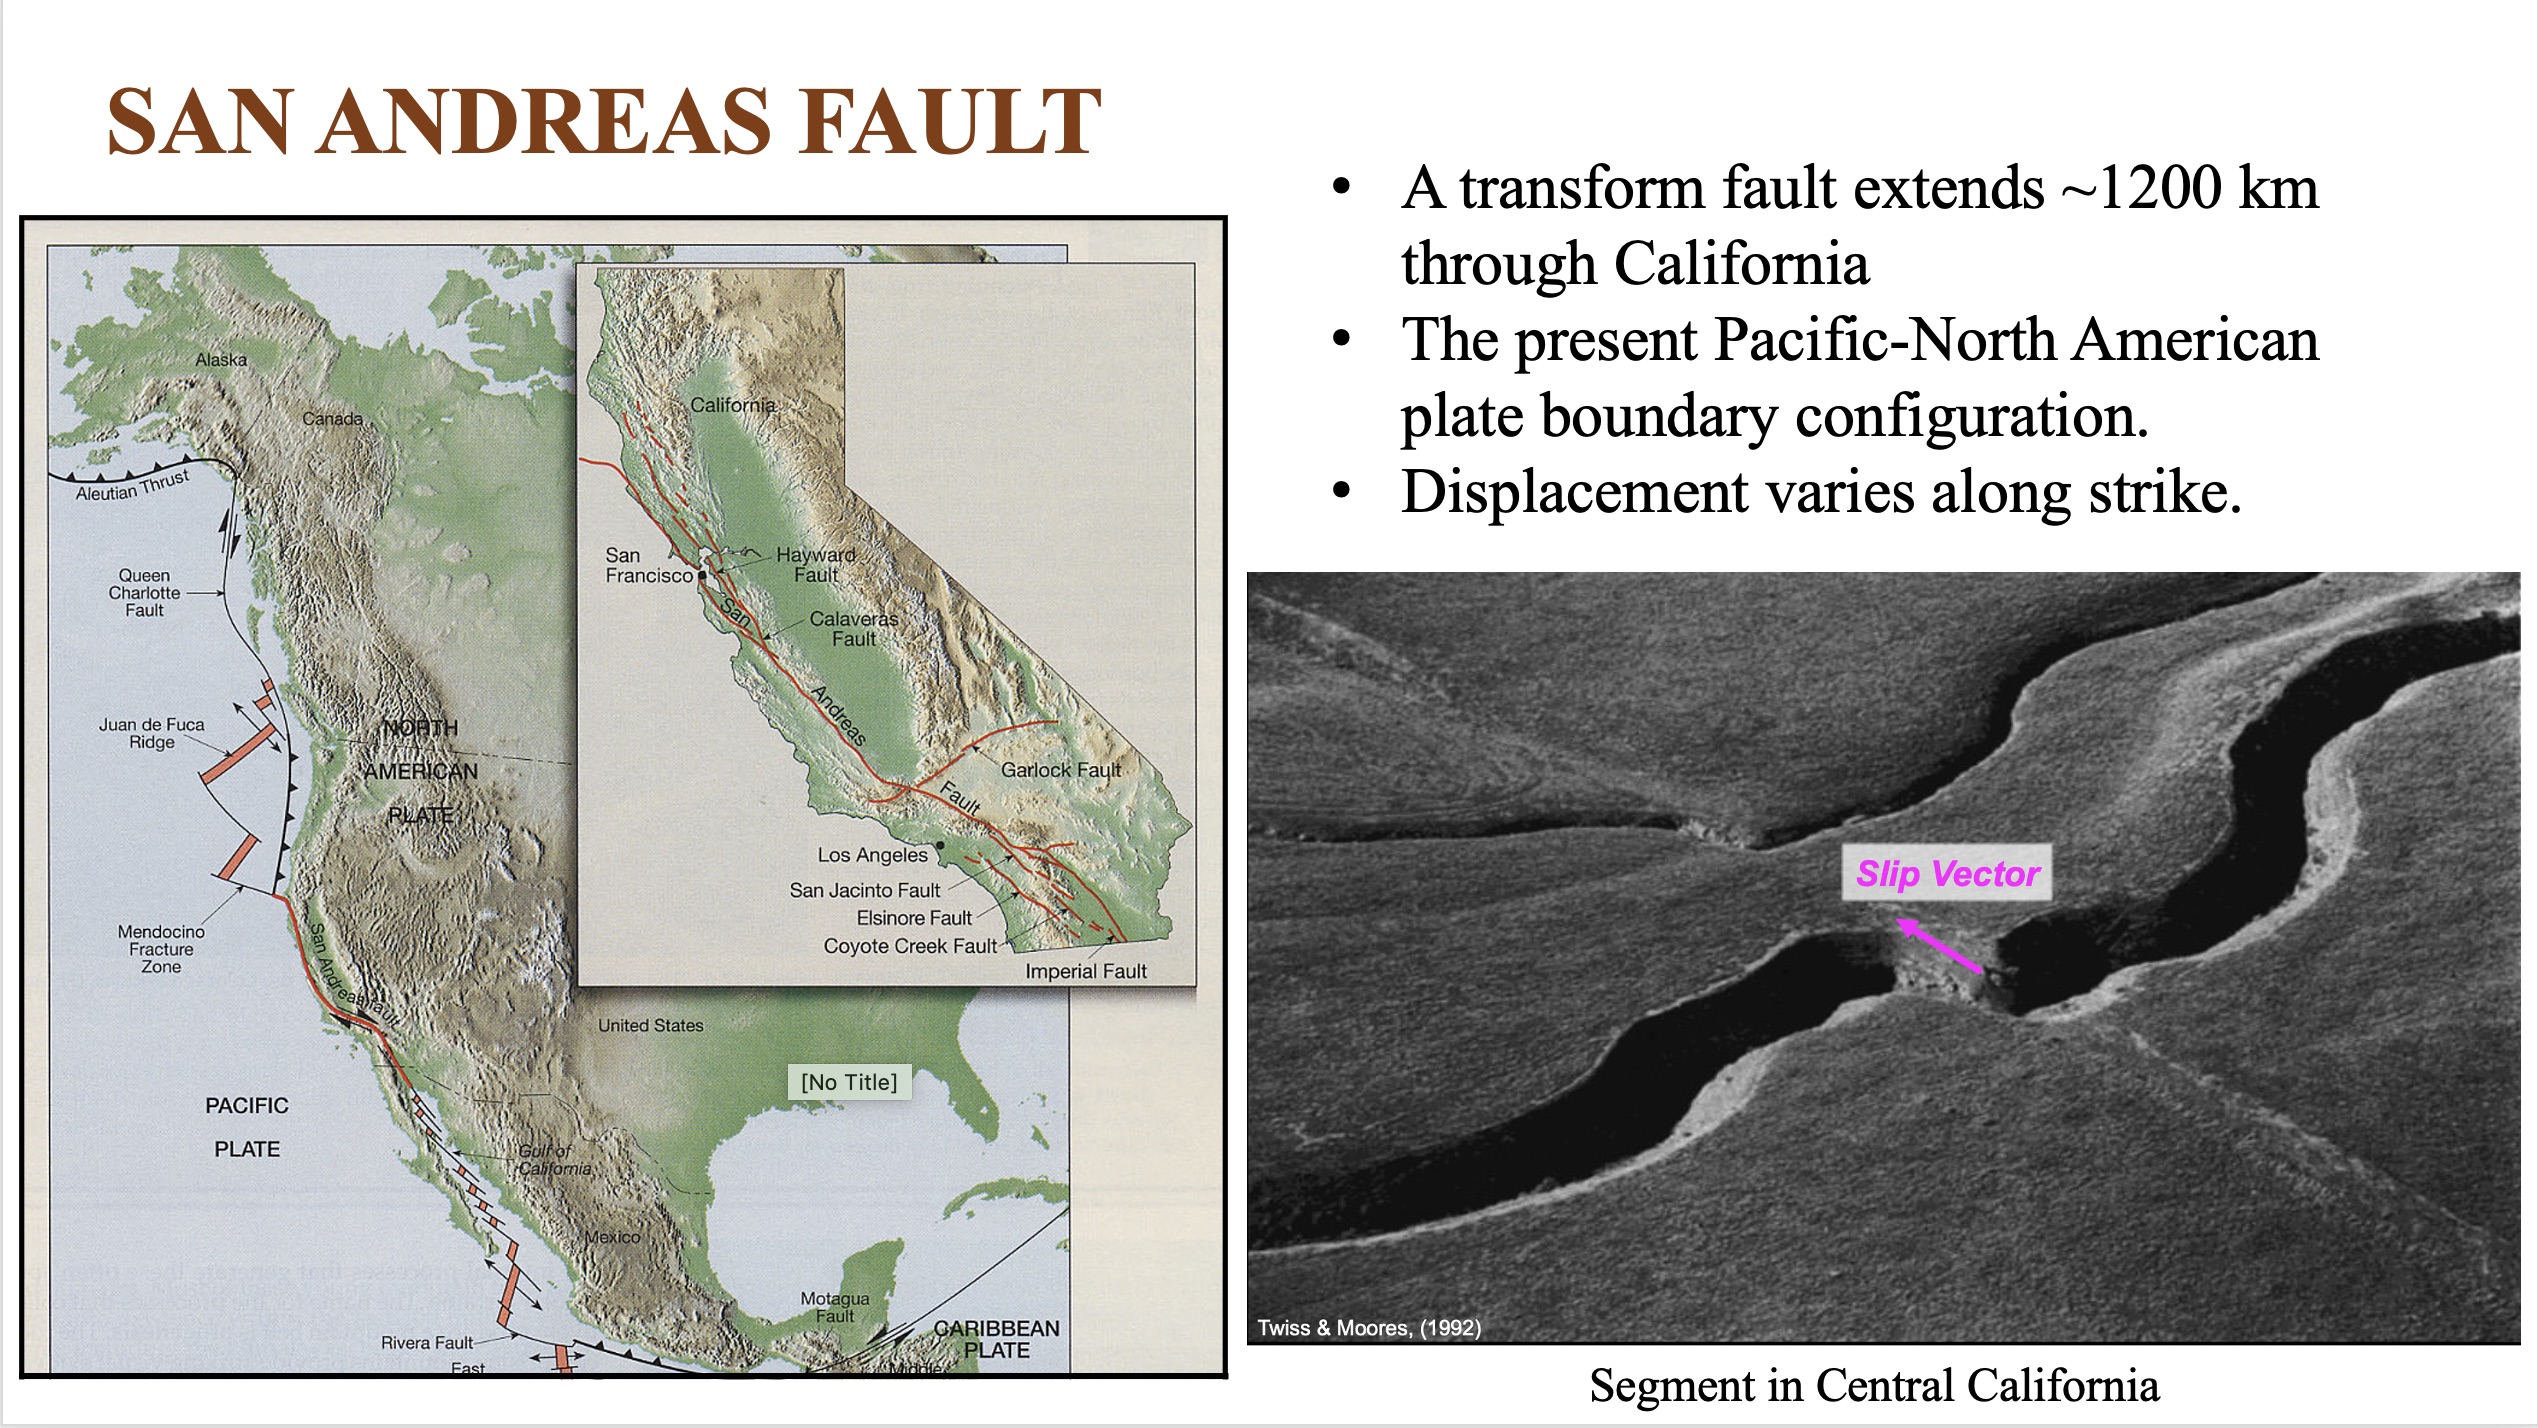 SAN ANDREAS FAULT
• A transform fault extends ~1200 km
through California
• The present Pacific-North American
plate boundary configuration.
• Displacement varies along strike.
Alaska
Canada
Aleutian Thrust
Queen
Charlotte
Fault
Juan de Fuca
Ridge
NORTH
AMERICAN
PLATE
Mendocino
Fracture
Zone
San Andreas fault
PACIFIC
PLATE
United States
[No Title]
Gulf of
California
Mexico
Motagua
Fault
CARIBBEAN
PLATE
Rivera Fault
East
Middle
California
San
Francisco
Hayward
Fault
Calaveras
Fault
San
Andreas
Fault
Garlock Fault
Los Angeles
San Jacinto Fault
Elsinore Fault
Coyote Creek Fault
Imperial Fault
Slip Vector
Twiss & Moores, (1992)
Segment in Central California